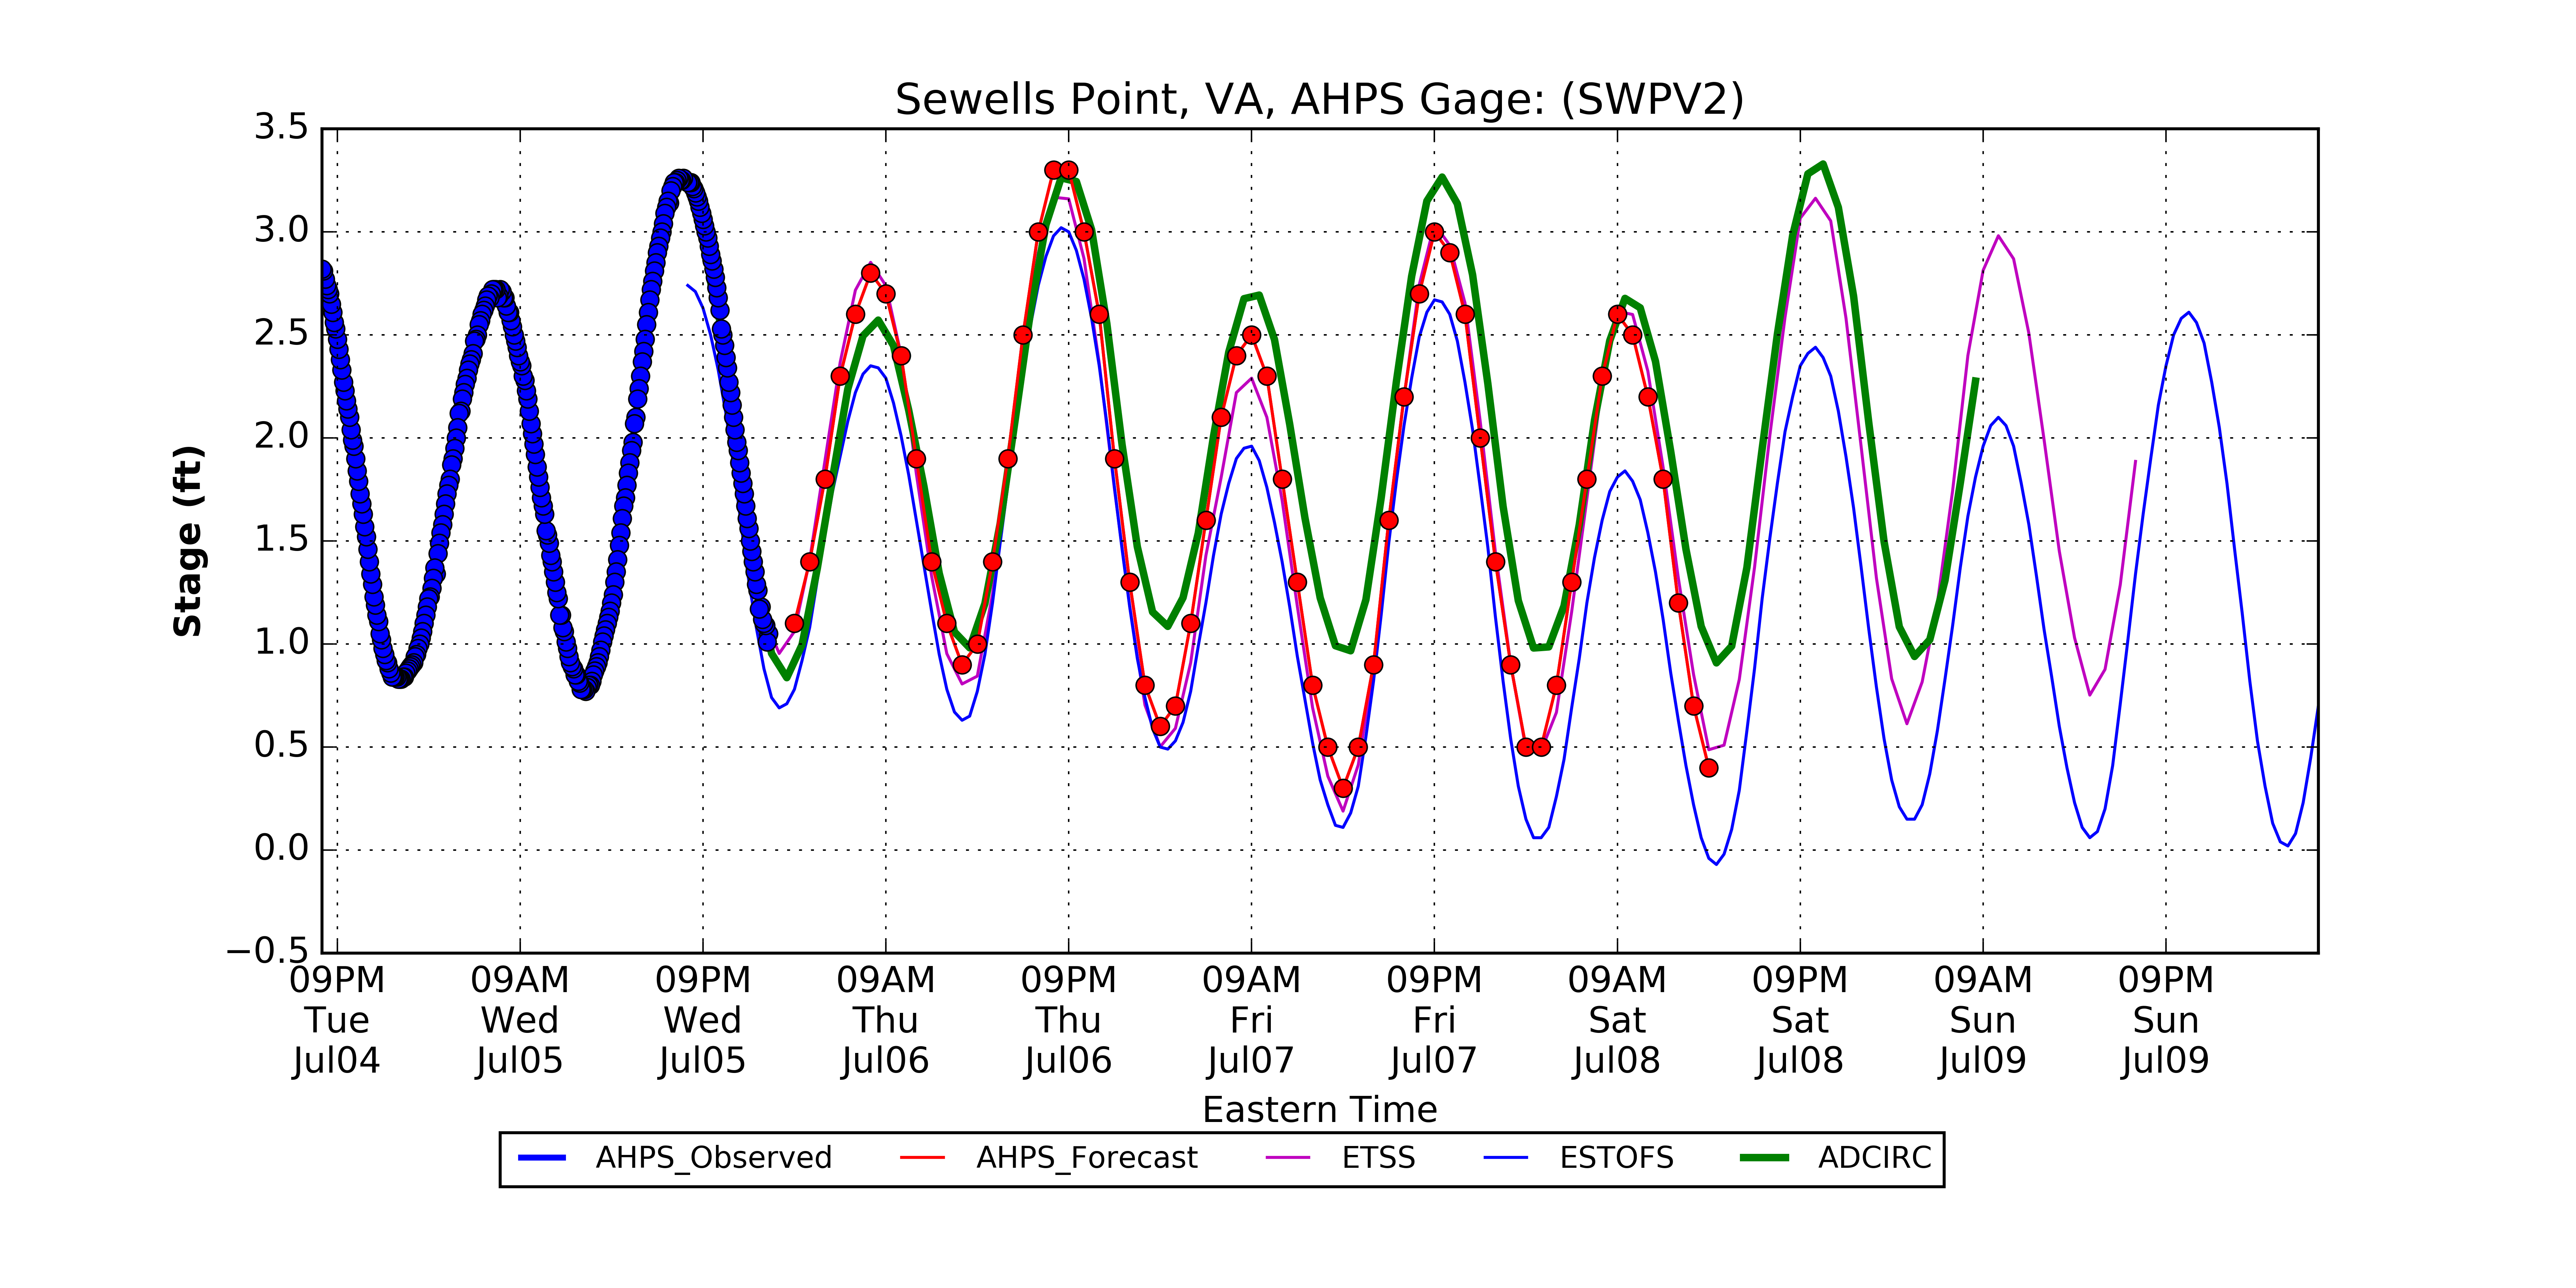 Sewells Point, VA, AHPS Gage: (SWPV2)
3.5
3.0
2.5
2.0
1.5
1.0
0.5
0.0
−0.5
Stage (ft)
09PM 09AM 09PM 09AM 09PM 09AM 09PM 09AM 09PM 09AM 09PM
Tue Wed Wed Thu Thu Fri Fri Sat Sat Sun Sun
Jul04 Jul05 Jul05 Jul06 Jul06 Jul07 Jul07 Jul08 Jul08 Jul09 Jul09
Eastern Time
AHPS_Observed AHPS_Forecast ETSS ESTOFS ADCIRC